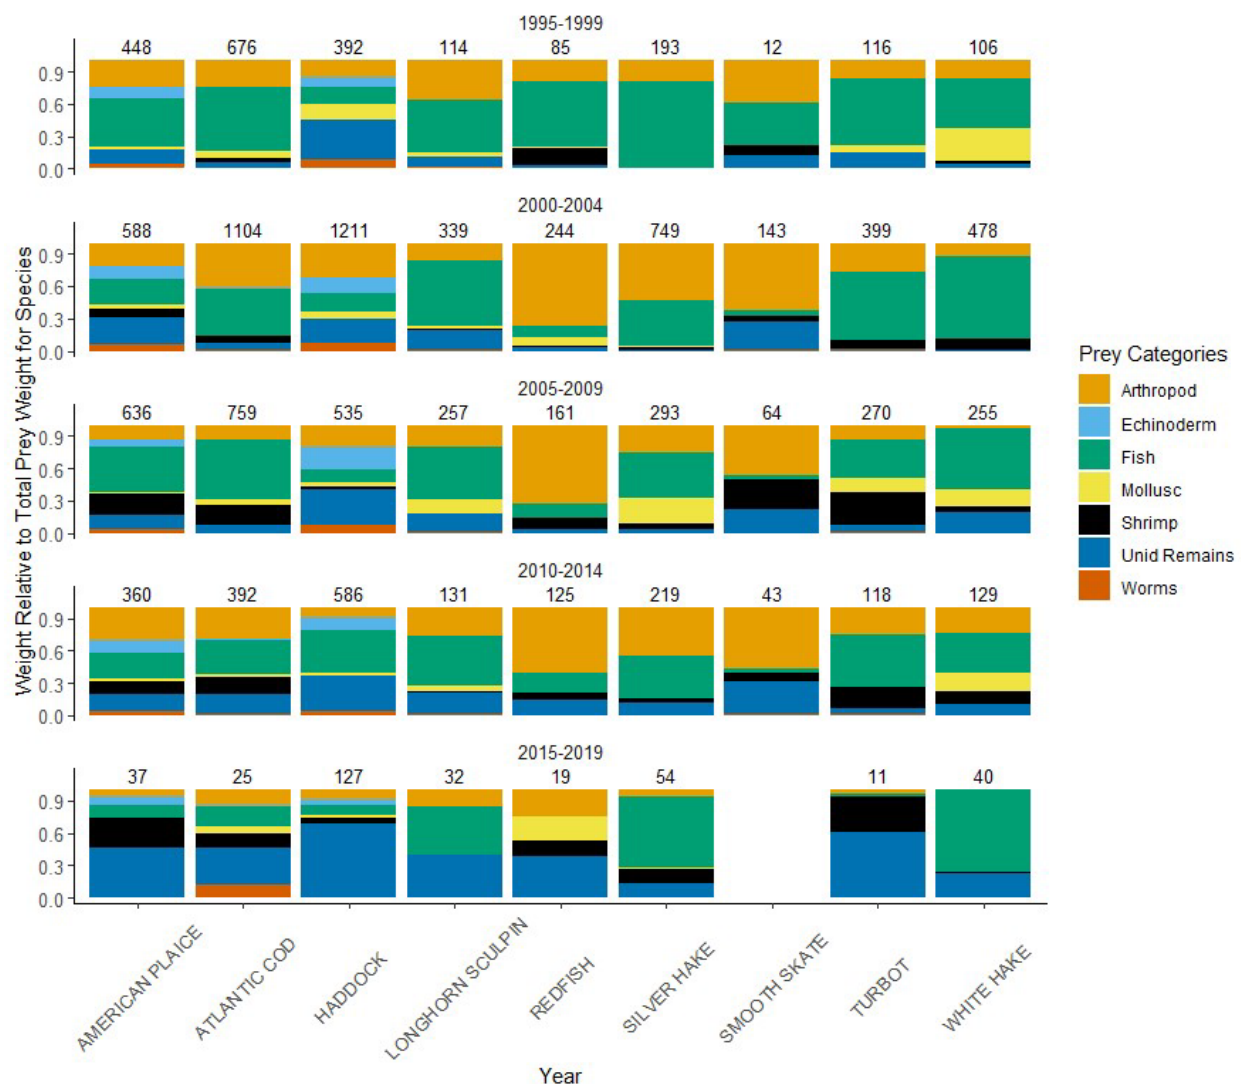 1995-1999
448 676 392 114 85 193 12 116 106
0.9
0.6
0.3
0.0
2000-2004
588 1104 1211 339 244 749 143 399 478
0.9
0.6
0.3
0.0
2005-2009
636 759 535 257 161 293 64 270 255
0.9
0.6
0.3
0.0
2010-2014
360 392 586 131 125 219 43 118 129
0.9
0.6
0.3
0.0
2015-2019
37 25 127 32 19 54 11 40
0.9
0.6
0.3
0.0
Weight Relative to Total Prey Weight for Species
AMERICAN PLAICE
ATLANTIC COD
HADDOCK
LONGHORN SCULPIN
REDFISH
SILVER HAKE
SMOOTH SKATE
TURBOT
WHITE HAKE
Year
Prey Categories
Arthropod
Echinoderm
Fish
Mollusc
Shrimp
Unid Remains
Worms